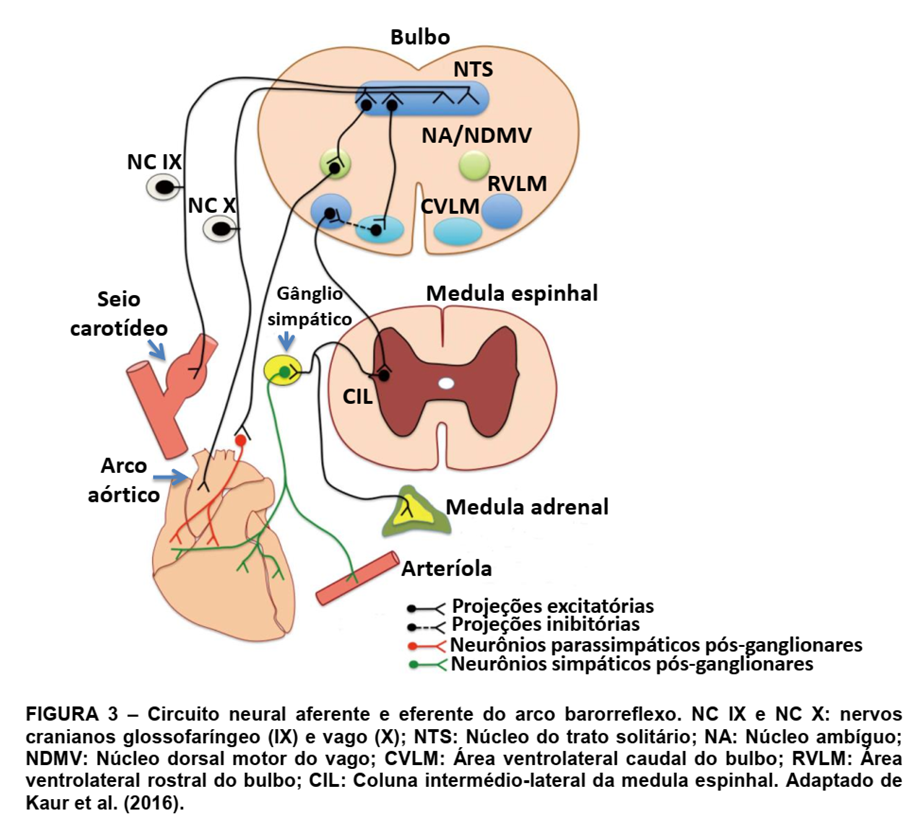 Bulbo
NTS
NA/NDMV
NC IX
RVLM
NC X
CVLM
Seio
carotídeo
Gânglio
simpático
Medula espinhal
CIL
Arco
aórtico
Medula adrenal
Arteríola
Projeções excitatórias
Projeções inibitórias
Neurônios parassimpáticos pós-ganglionares
Neurônios simpáticos pós-ganglionares
FIGURA 3 – Circuito neural aferente e eferente do arco barorreflexo. NC IX e NC X: nervos
cranianos glossofaríngeo (IX) e vago (X); NTS: Núcleo do trato solitário; NA: Núcleo ambíguo;
NDMV: Núcleo dorsal motor do vago; CVLM: Área ventrolateral caudal do bulbo; RVLM: Área
ventrolateral rostral do bulbo; CIL: Coluna intermédio-lateral da medula espinhal. Adaptado de
Kaur et al. (2016).